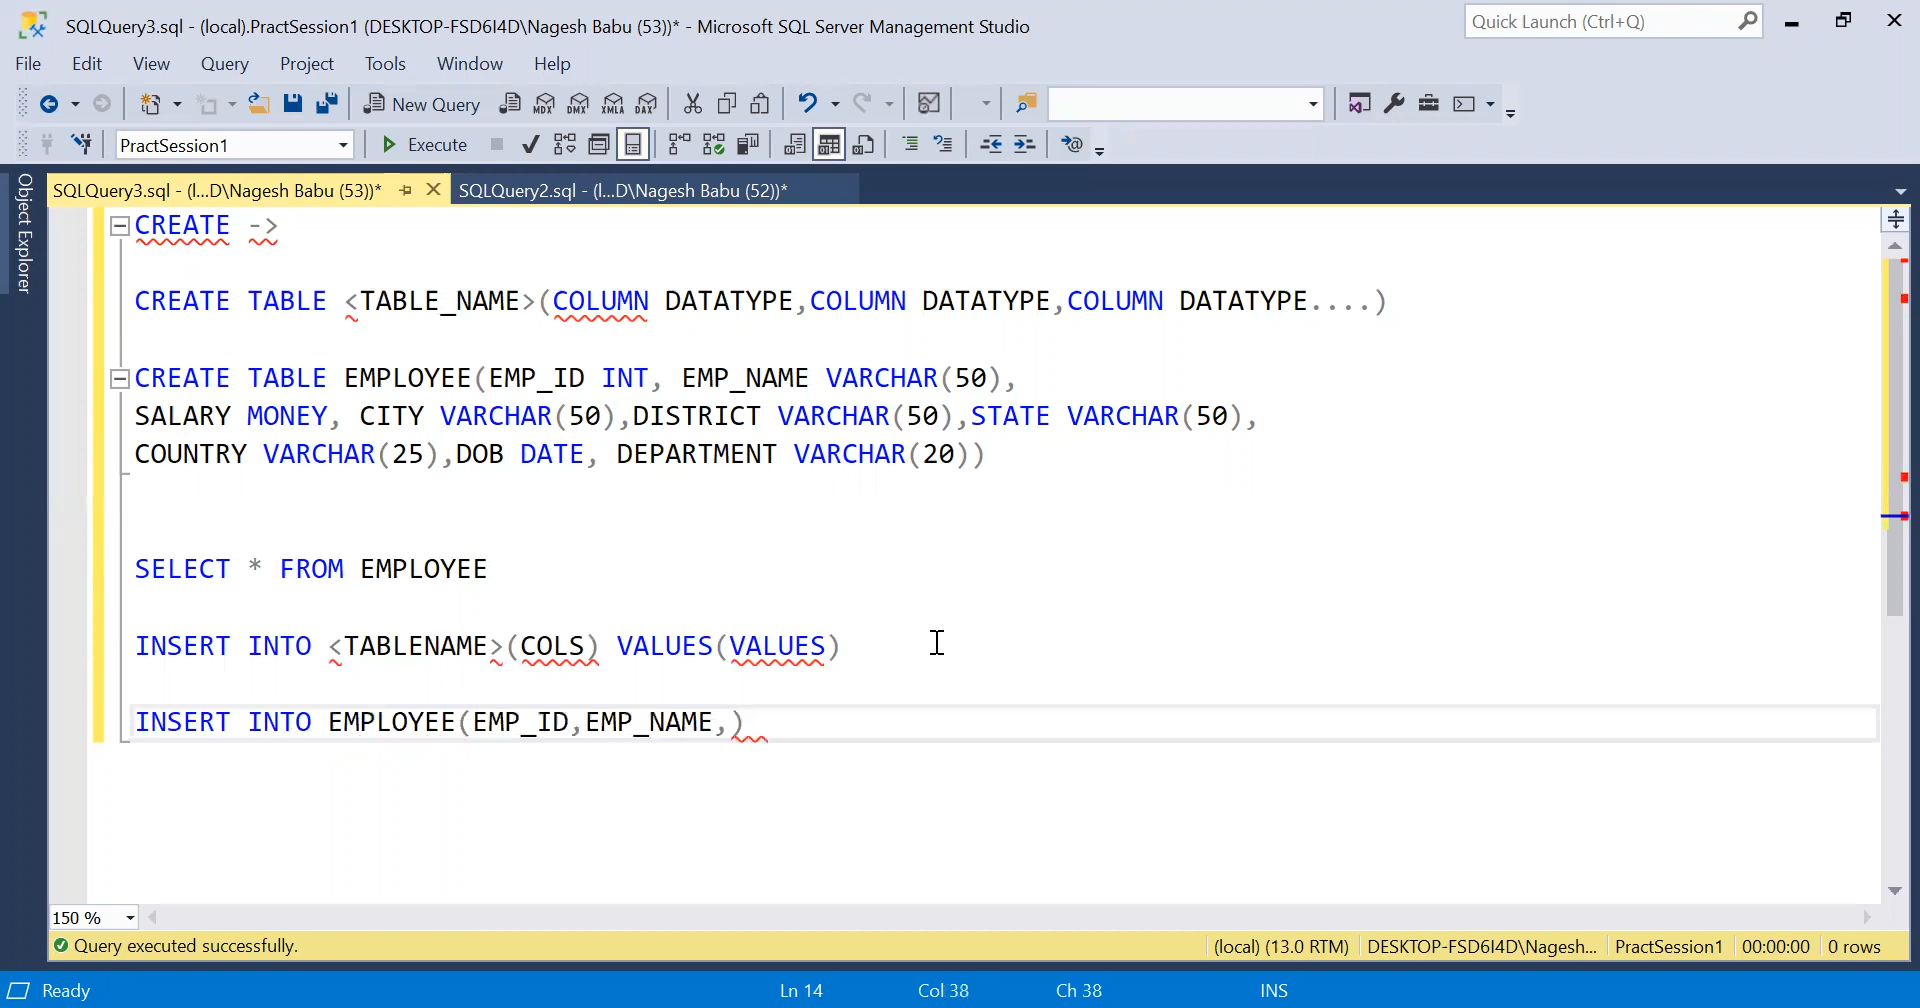 SQLQuery3.sql - (local).PractSession1 (DESKTOP-FSD6I4D\Nagesh Babu (53))* - Microsoft SQL Server Management Studio
Quick Launch (Ctrl+Q)
File Edit View Query Project Tools Window Help
New Query MDX DMX XMLA DAX
PractSession1 Execute
Object Explorer
SQLQuery3.sql - (l...D\Nagesh Babu (53))* SQLQuery2.sql - (l...D\Nagesh Babu (52))*
CREATE ->
CREATE TABLE <TABLE_NAME>(COLUMN DATATYPE,COLUMN DATATYPE,COLUMN DATATYPE....)
CREATE TABLE EMPLOYEE(EMP_ID INT, EMP_NAME VARCHAR(50),
SALARY MONEY, CITY VARCHAR(50),DISTRICT VARCHAR(50),STATE VARCHAR(50),
COUNTRY VARCHAR(25),DOB DATE, DEPARTMENT VARCHAR(20))
SELECT * FROM EMPLOYEE
INSERT INTO <TABLENAME>(COLS) VALUES(VALUES)
INSERT INTO EMPLOYEE(EMP_ID,EMP_NAME,)
150 %
Query executed successfully. (local) (13.0 RTM) DESKTOP-FSD6I4D\Nagesh... PractSession1 00:00:00 0 rows
Ready Ln 14 Col 38 Ch 38 INS